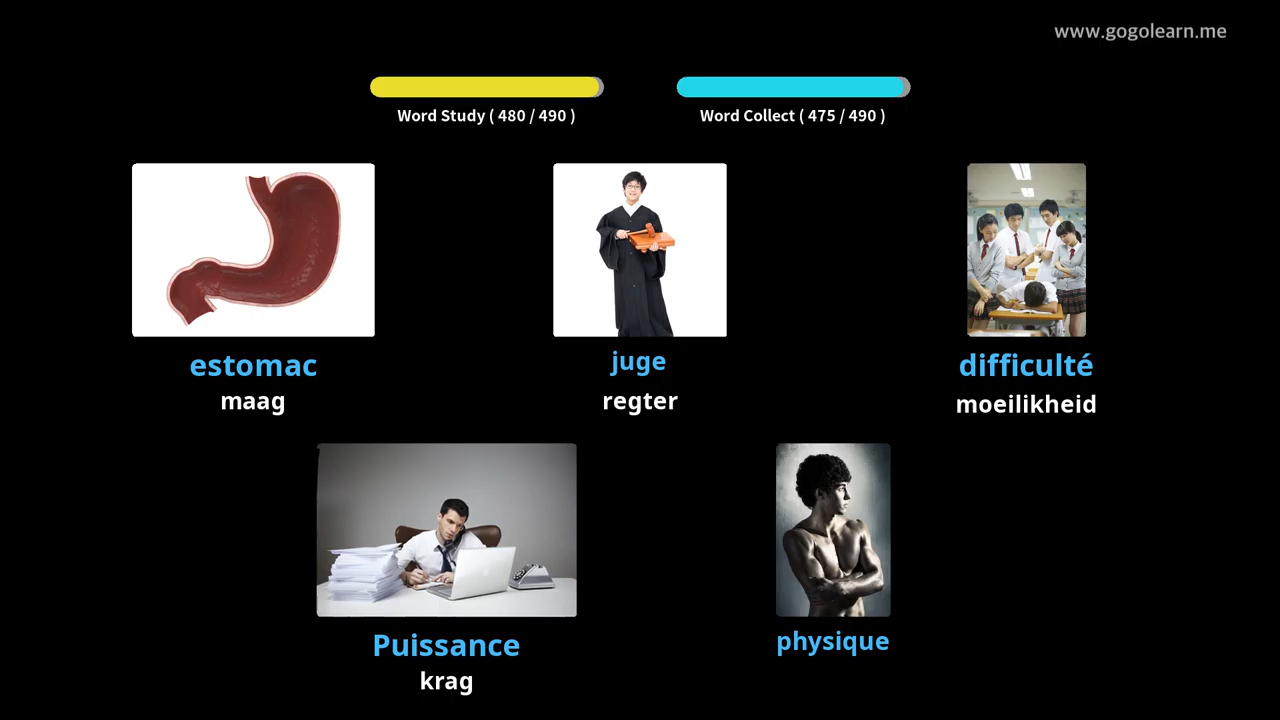 www.gogolearn.me
Word Study ( 480 / 490 )
Word Collect ( 475 / 490 )
estomac
maag
juge
regter
difficulté
moeilikheid
Puissance
krag
physique